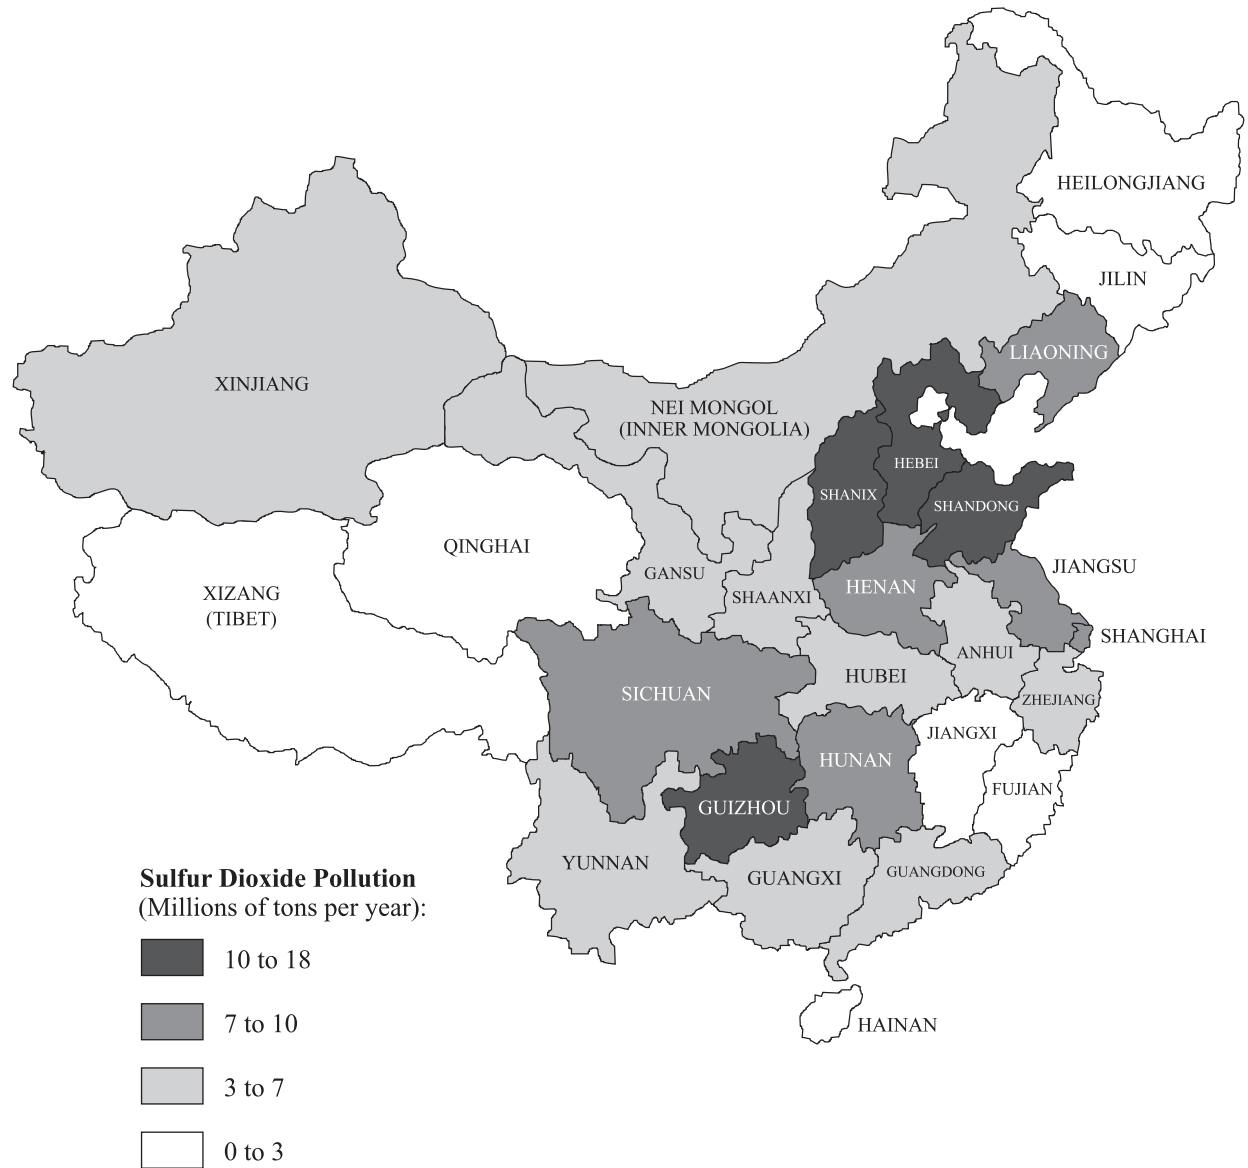 HEILONGJIANG
JILIN
LIAONING
XINJIANG
NEI MONGOL
(INNER MONGOLIA)
HEBEI
SHANIX
SHANDONG
QINGHAI
JIANGSU
GANSU
HENAN
XIZANG
(TIBET)
SHAANXI
SHANGHAI
ANHUI
HUBEI
SICHUAN
ZHEJIANG
JIANGXI
HUNAN
FUJIAN
GUIZHOU
YUNNAN
GUANGXI
GUANGDONG
Sulfur Dioxide Pollution
(Millions of tons per year):
10 to 18
7 to 10
HAINAN
3 to 7
0 to 3